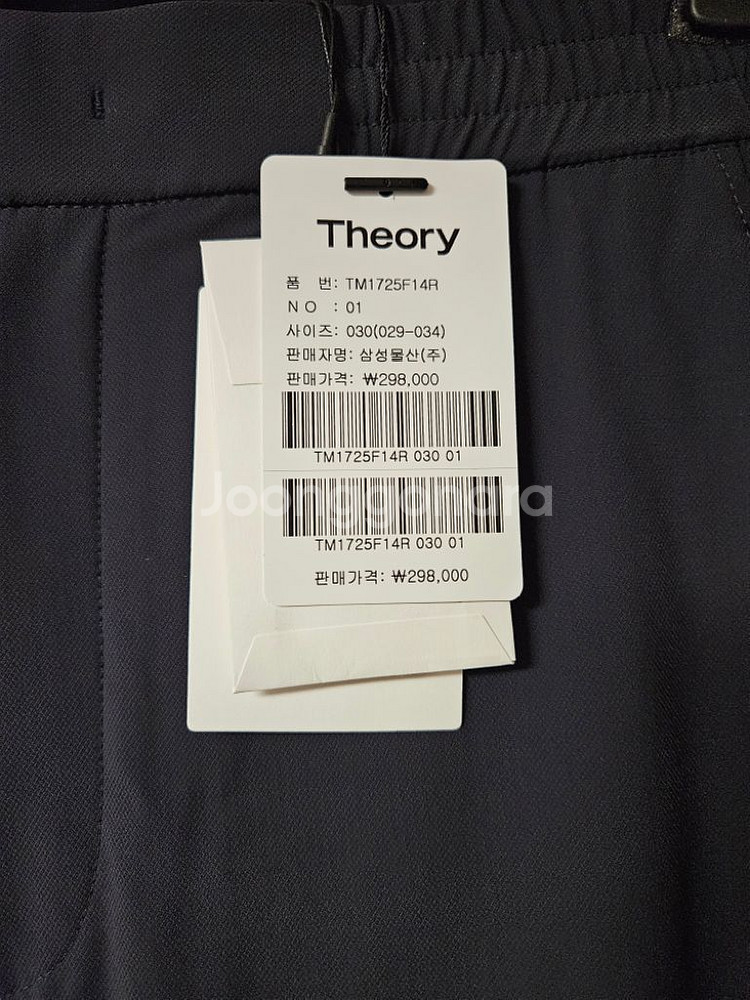 Theory
품 번: TM1725F14R
NO : 01
사이즈: 030(029-034)
판매자명: 삼성물산(주)
판매가격: ₩298,000
TM1725F14R 030 01
Joonggonara
TM1725F14R 030 01
판매가격: ₩298,000